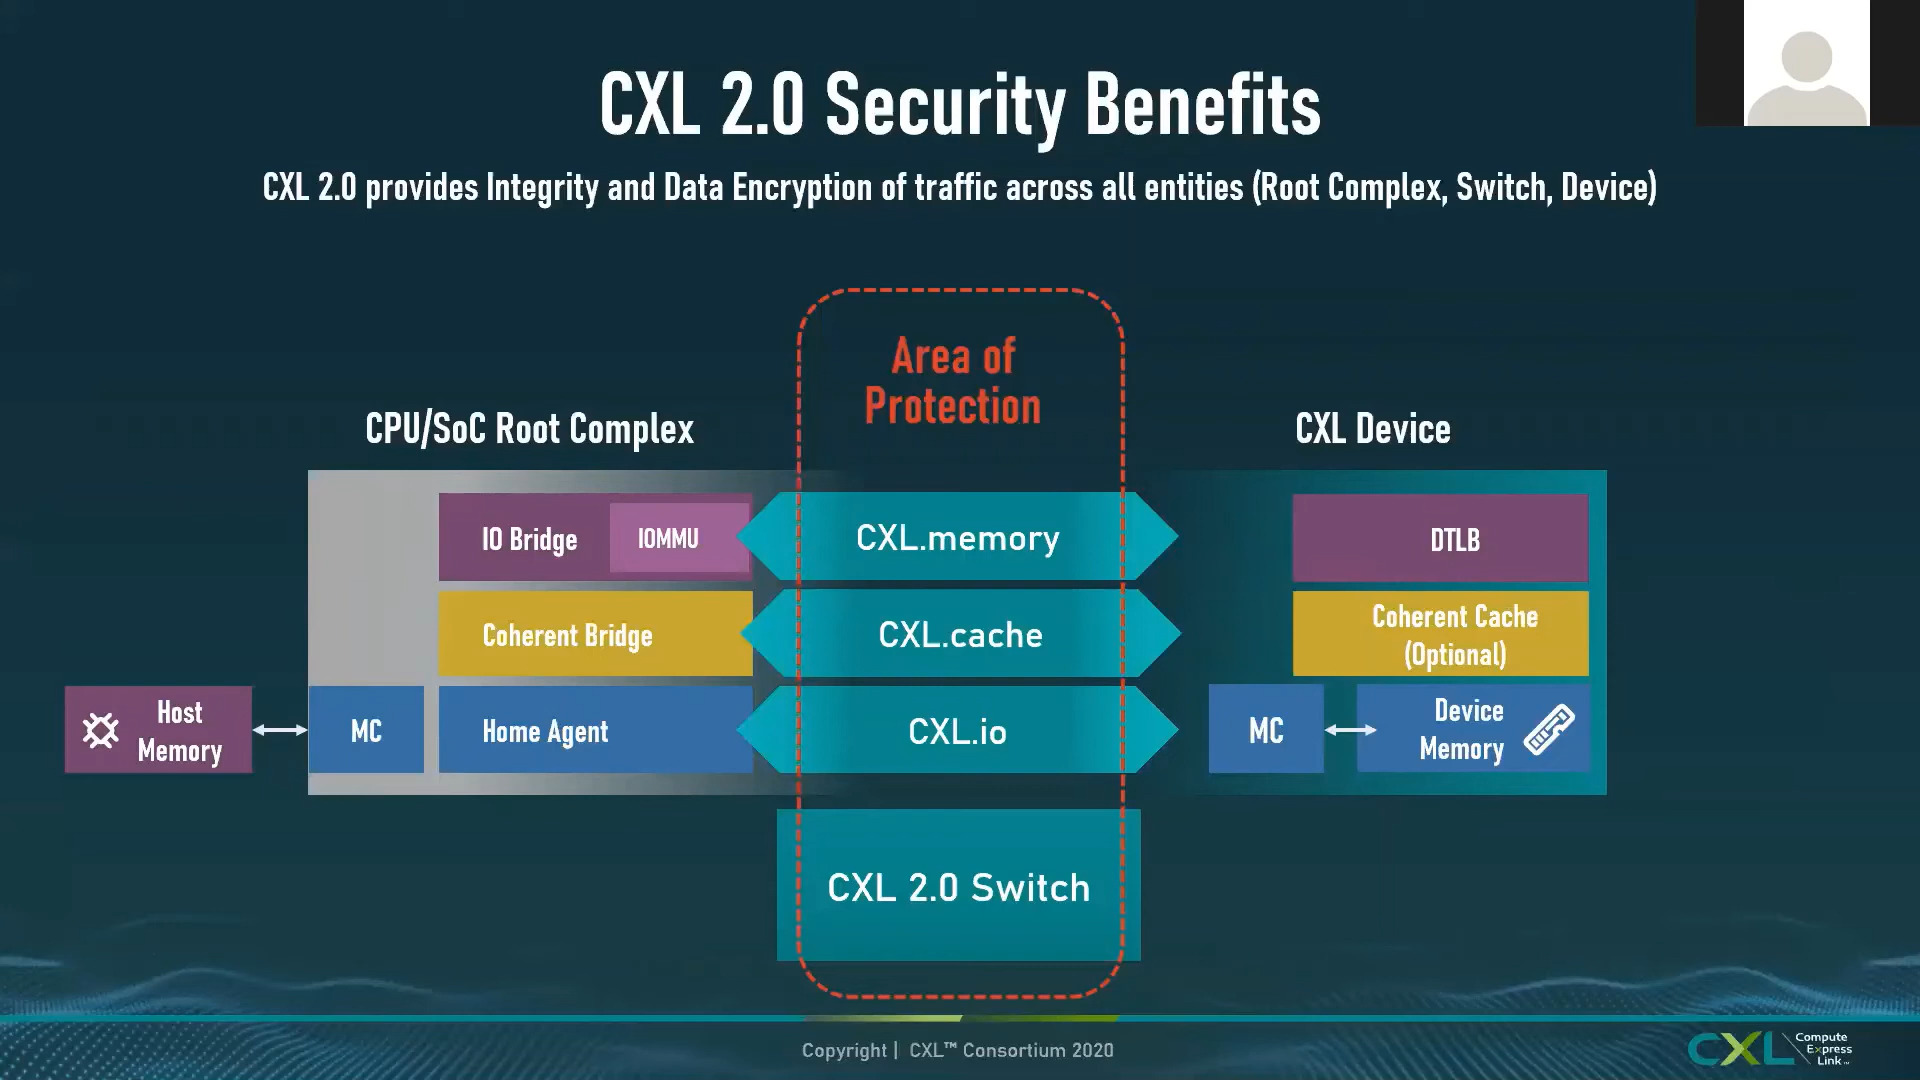 CXL 2.0 Security Benefits
CXL 2.0 provides Integrity and Data Encryption of traffic across all entities (Root Complex, Switch, Device)
Area of
Protection
CPU/SoC Root Complex
CXL Device
IO Bridge
IOMMU
CXL.memory
DTLB
Coherent Bridge
CXL.cache
Coherent Cache
(Optional)
Host
Memory
MC
Home Agent
CXL.io
MC
Device
Memory
CXL 2.0 Switch
Copyright | CXL™ Consortium 2020
CXL
Compute
Express
Link™